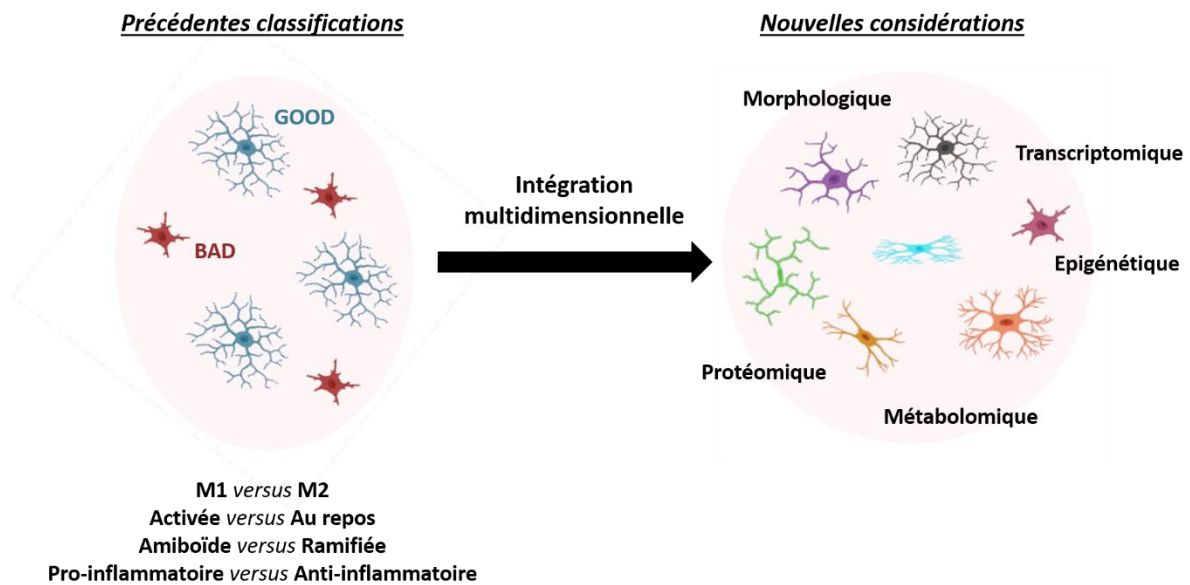 Précédentes classifications
Nouvelles considérations
GOOD
BAD
Intégration
multidimensionnelle
Morphologique
Transcriptomique
Epigénétique
Protéomique
Métabolomique
M1 versus M2
Activée versus Au repos
Amiboïde versus Ramifiée
Pro-inflammatoire versus Anti-inflammatoire